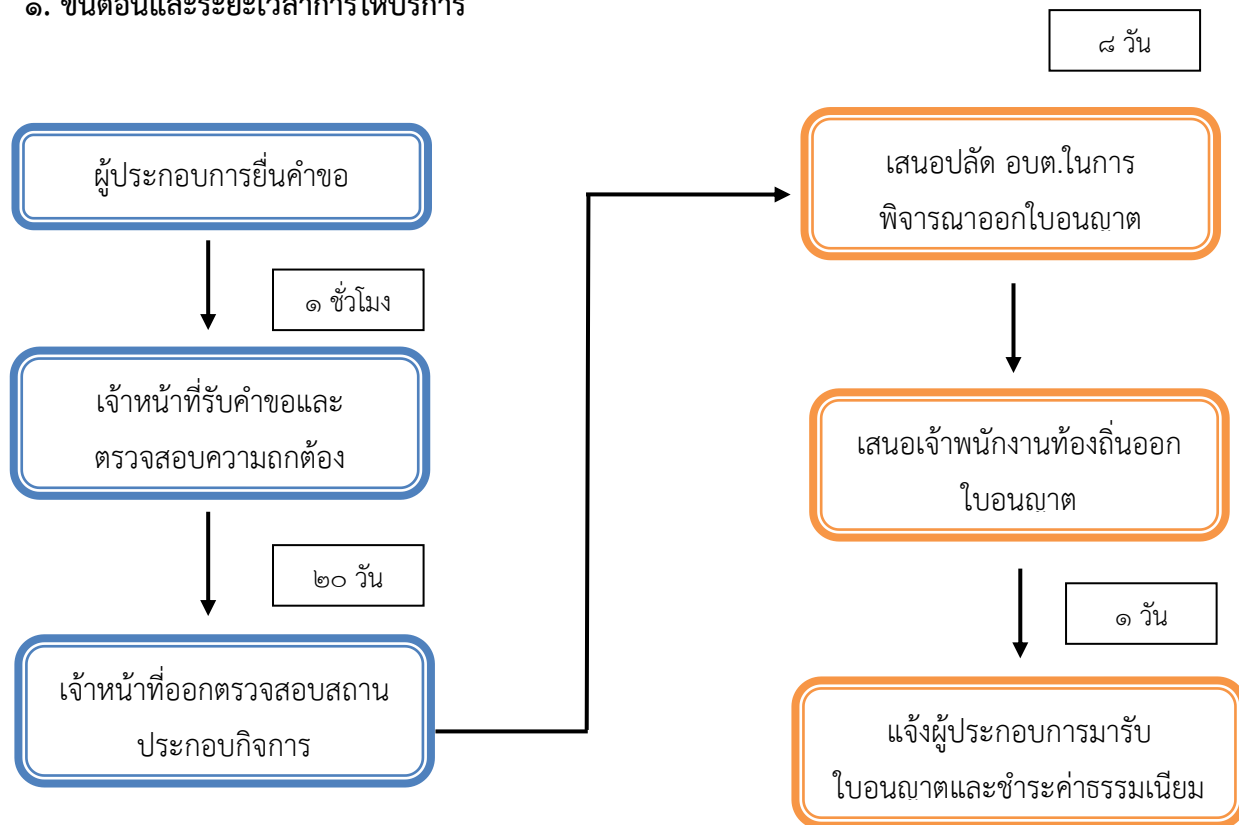 ๑. ขั้นตอนและระยะเวลาการให้บริการ
ผู้ประกอบการยื่นคำขอ
๑ ชั่วโมง
เจ้าหน้าที่รับคำขอและ
ตรวจสอบความถูกต้อง
๒๐ วัน
เจ้าหน้าที่ออกตรวจสอบสถาน
ประกอบกิจการ
๘ วัน
เสนอปลัด อบต.ในการ
พิจารณาออกใบอนุญาต
เสนอเจ้าพนักงานท้องถิ่นออก
ใบอนุญาต
๑ วัน
แจ้งผู้ประกอบการมารับ
ใบอนุญาตและชำระค่าธรรมเนียม